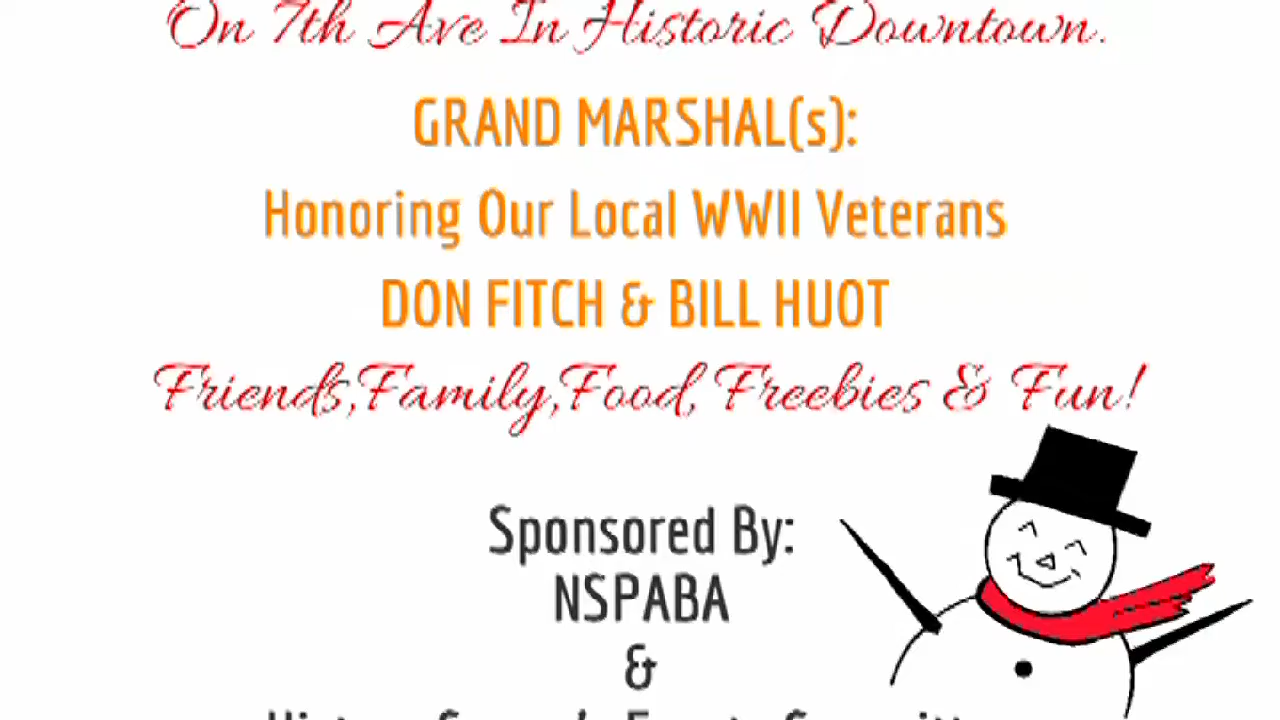 On 7th Ave In Historic Downtown.
GRAND MARSHAL(s):
Honoring Our Local WWII Veterans
DON FITCH & BILL HUOT
Friends,Family,Food, Freebies & Fun!
Sponsored By:
NSPABA
&